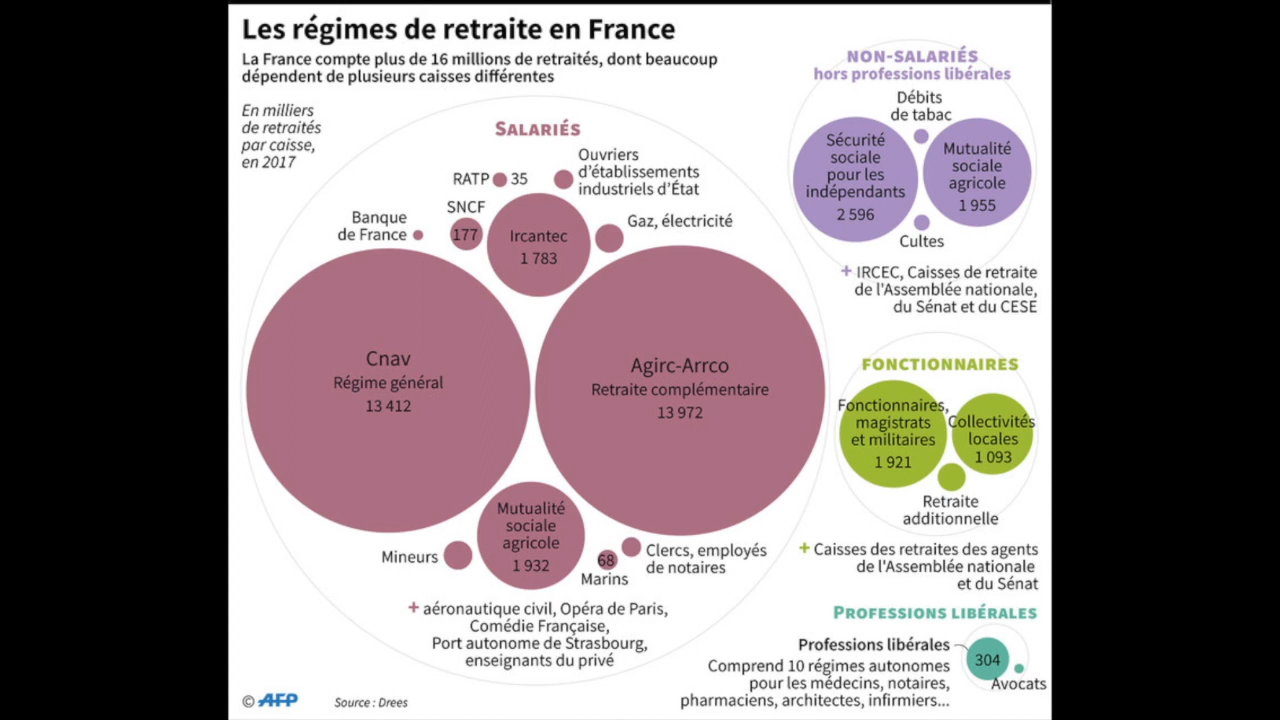 Les régimes de retraite en France
La France compte plus de 16 millions de retraités, dont beaucoup
dépendent de plusieurs caisses différentes
En milliers
de retraités
par caisse,
en 2017
SALARIÉS
RATP 35
Ouvriers
d'établissements
industriels d'État
SNCF
177
Banque
de France
Ircantec
1 783
Gaz, électricité
Cnav
Régime général
13 412
Agirc-Arrco
Retraite complémentaire
13 972
Mutualité
sociale
agricole
1 932
Mineurs
68
Marins
Clercs, employés
de notaires
+ aéronautique civil, Opéra de Paris,
Comédie Française,
Port autonome de Strasbourg,
enseignants du privé
NON-SALARIÉS
hors professions libérales
Débits
de tabac
Sécurité
sociale
pour les
indépendants
2 596
Mutualité
sociale
agricole
1 955
Cultes
+ IRCEC, Caisses de retraite
de l'Assemblée nationale,
du Sénat et du CESE
FONCTIONNAIRES
Fonctionnaires,
magistrats
et militaires
1 921
Collectivités
locales
1 093
Retraite
additionnelle
+ Caisses des retraites des agents
de l'Assemblée nationale
et du Sénat
PROFESSIONS LIBÉRALES
Professions libérales
304
Comprend 10 régimes autonomes
pour les médecins, notaires,
pharmaciens, architectes, infirmiers...
Avocats
© AFP
Source : Drees